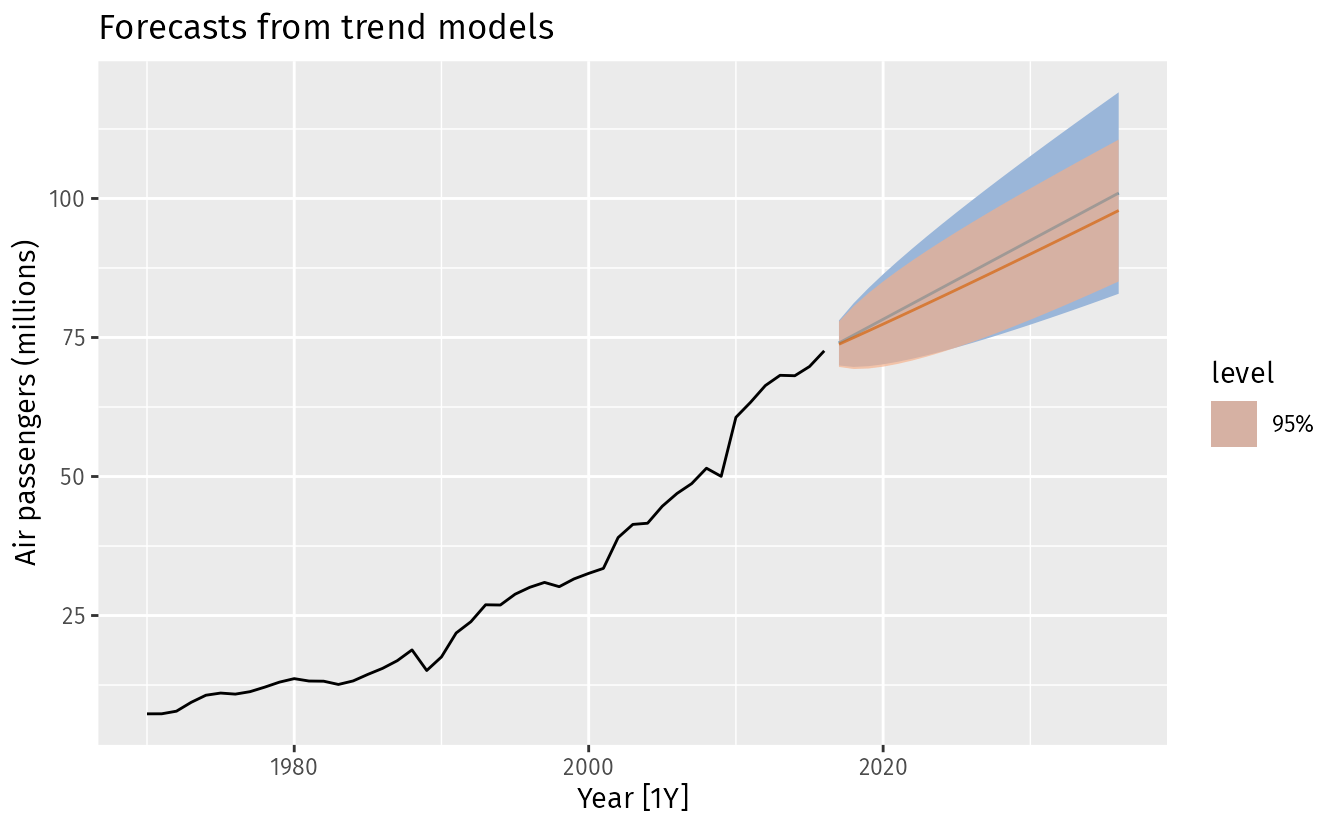 Forecasts from trend models
Air passengers (millions)
100
75
50
25
1980
2000
2020
Year [1Y]
level
95%